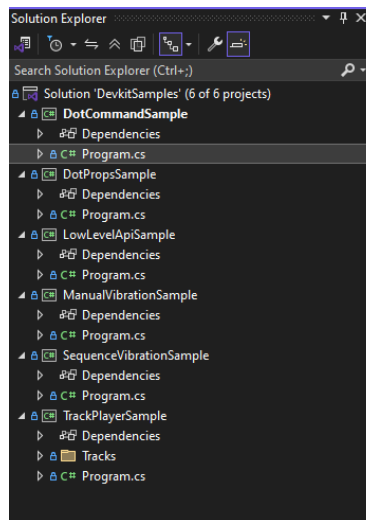 Solution Explorer
Search Solution Explorer (Ctrl+;)
Solution 'DevkitSamples' (6 of 6 projects)
C# DotCommandSample
Dependencies
C# Program.cs
C# DotPropsSample
Dependencies
C# Program.cs
C# LowLevelApiSample
Dependencies
C# Program.cs
C# ManualVibrationSample
Dependencies
C# Program.cs
C# SequenceVibrationSample
Dependencies
C# Program.cs
C# TrackPlayerSample
Dependencies
Tracks
C# Program.cs